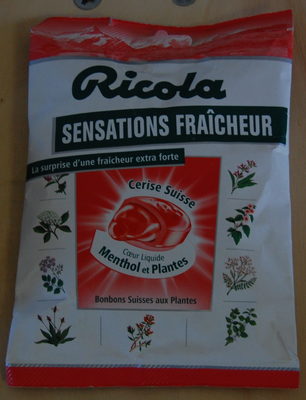 Ricola
SENSATIONS FRAÎCHEUR
La surprise d'une fraîcheur extra forte
Cerise Suisse
Cœur Liquide
Menthol et Plantes
Bonbons Suisses aux Plantes